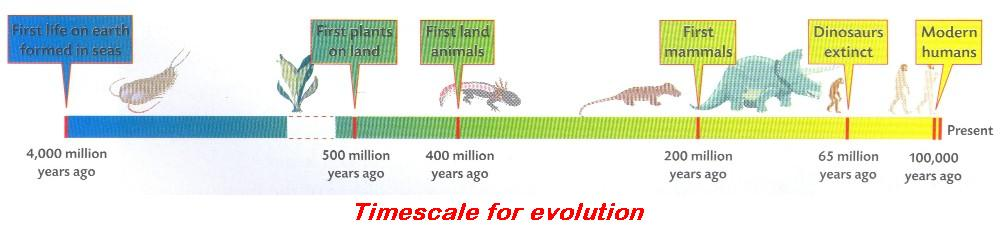 First life on earth
formed in seas
First plants
on land
First land
animals
First
mammals
Dinosaurs
extinct
Modern
humans
Present
4,000 million
years ago
500 million
years ago
400 million
years ago
200 million
years ago
65 million
years ago
100,000
years ago
Timescale for evolution